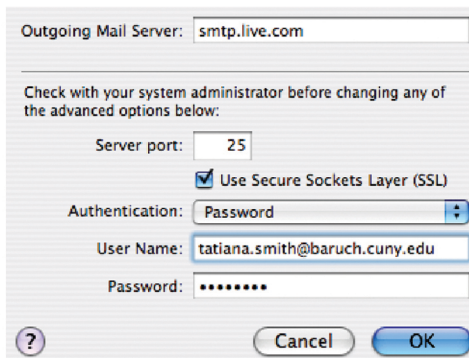 Outgoing Mail Server: smtp.live.com
Check with your system administrator before changing any of
the advanced options below:
Server port: 25
Use Secure Sockets Layer (SSL)
Authentication: Password
User Name: tatiana.smith@baruch.cuny.edu
Password: ••••••••
? Cancel OK